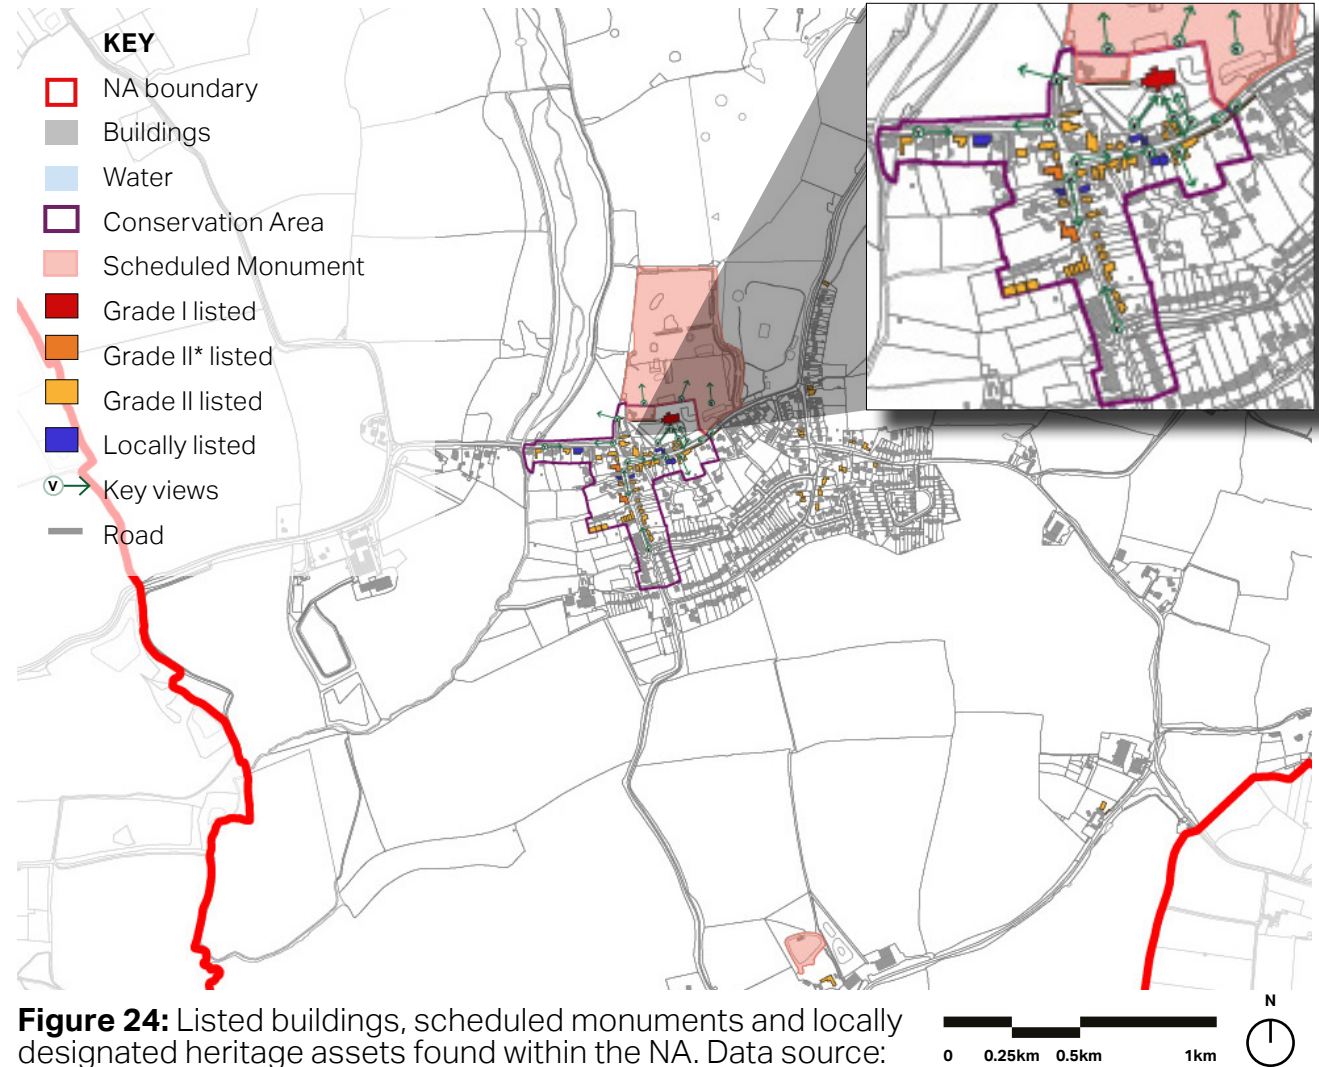 KEY
NA boundary
Buildings
Water
Conservation Area
Scheduled Monument
Grade I listed
Grade II* listed
Grade II listed
Locally listed
V
Key views
Road
Figure 24: Listed buildings, scheduled monuments and locally
designated heritage assets found within the NA. Data source:
0 0.25km 0.5km 1km
N